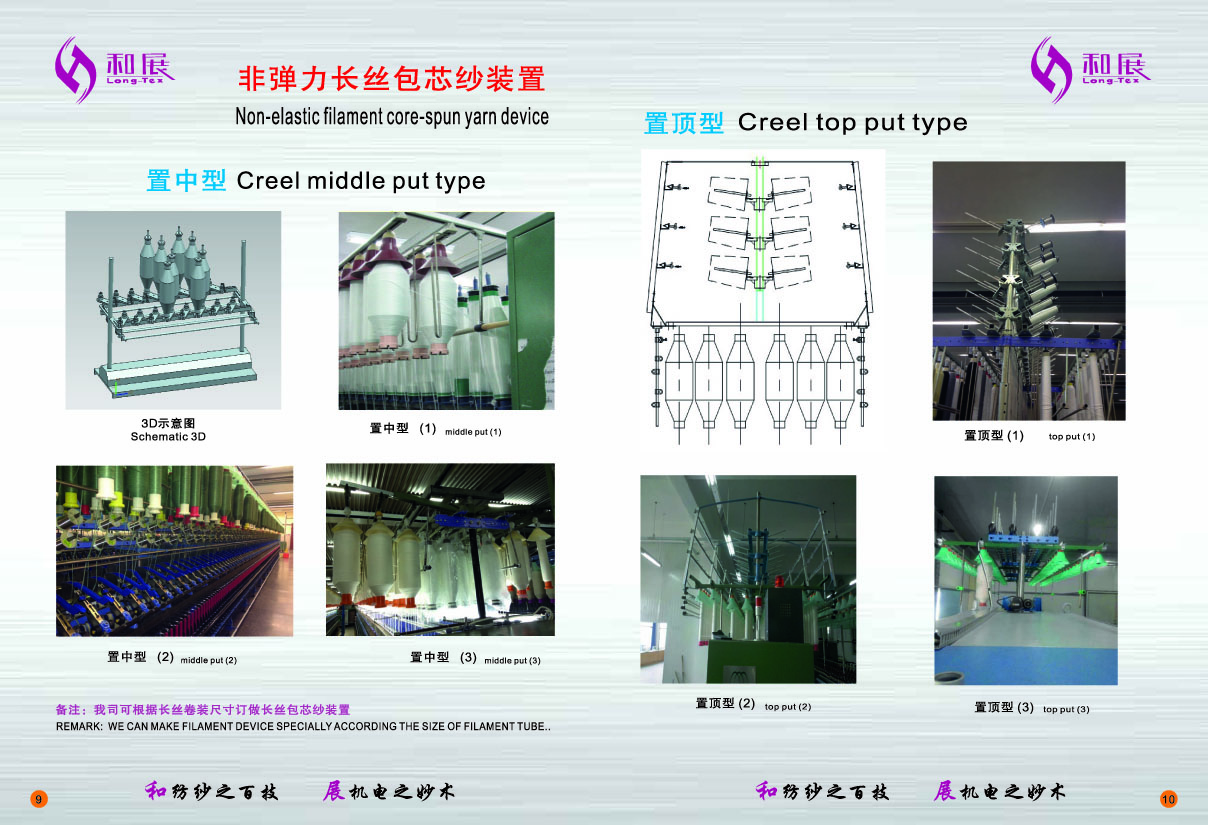 和展
Long-Tex
非弹力长丝包芯纱装置
Non-elastic filament core-spun yarn device
置中型 Creel middle put type
3D示意图
Schematic 3D
置中型 (1) middle put (1)
置中型 (2) middle put (2)
置中型 (3) middle put (3)
备注：我司可根据长丝卷装尺寸订做长丝包芯纱装置
REMARK: WE CAN MAKE FILAMENT DEVICE SPECIALLY ACCORDING THE SIZE OF FILAMENT TUBE..
和纺纱之百技 展机电之妙术
9
和展
Long-Tex
置顶型 Creel top put type
置顶型 (1) top put (1)
置顶型 (2) top put (2)
置顶型 (3) top put (3)
和纺纱之百技 展机电之妙术
10